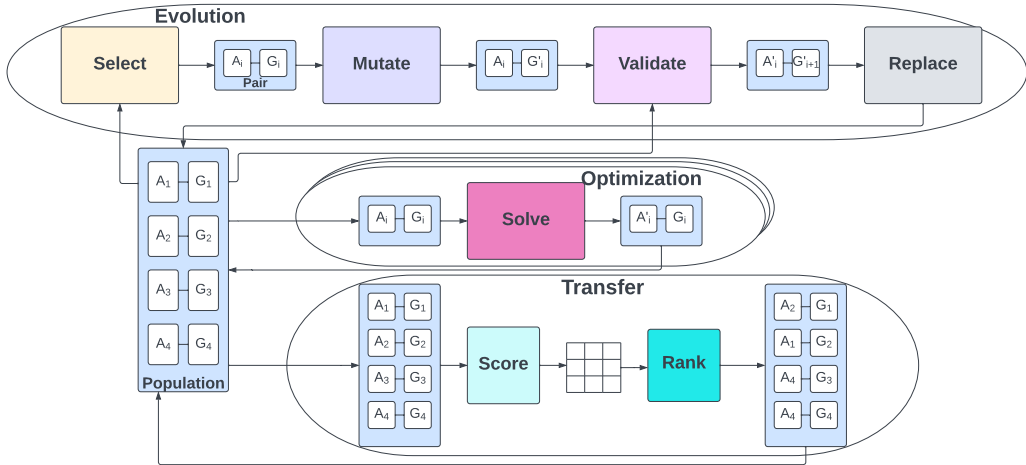 Evolution
Select
Aᵢ Gᵢ
Pair
Mutate
Aᵢ G'ᵢ
Validate
A'ᵢ G'ᵢ₊₁
Replace
A₁ G₁
A₂ G₂
A₃ G₃
A₄ G₄
Population
Optimization
Aᵢ Gᵢ
Solve
A'ᵢ Gᵢ
Transfer
A₁ G₁
A₂ G₂
A₃ G₃
A₄ G₄
Score
Rank
A₂ G₁
A₁ G₂
A₄ G₃
A₄ G₄